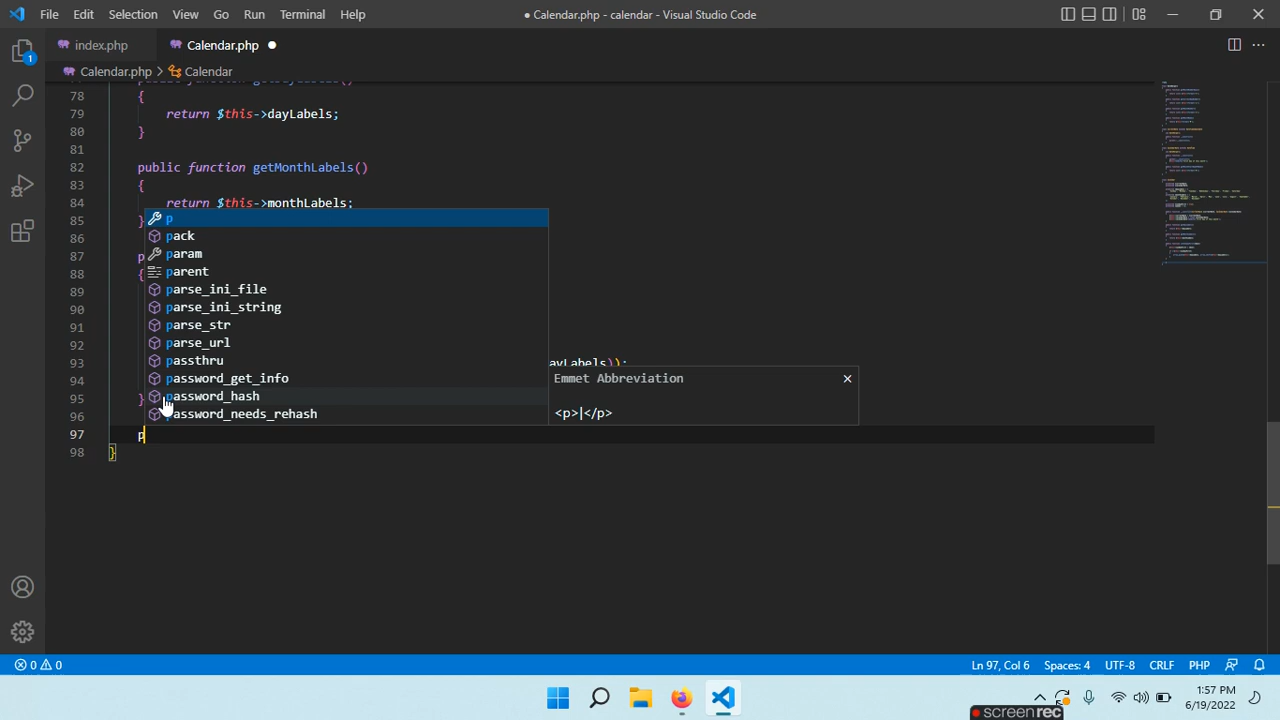 File Edit Selection View Go Run Terminal Help
● Calendar.php - calendar - Visual Studio Code
index.php Calendar.php
Calendar.php > Calendar
78 {
79 return $this->dayLabels;
80 }
81
82 public function getMonthLabels()
83 {
84 return $this->monthLabels;
85 }
86
87 p
88 {
89
90
91
92
93 ayLabels));
94
95 }
96
97 p
98 }
p
pack
param
parent
parse_ini_file
parse_ini_string
parse_str
parse_url
passthru
password_get_info
password_hash
password_needs_rehash
Emmet Abbreviation
<p>|</p>
1
0 0
Ln 97, Col 6 Spaces: 4 UTF-8 CRLF PHP
1:57 PM
6/19/2022
screenrec